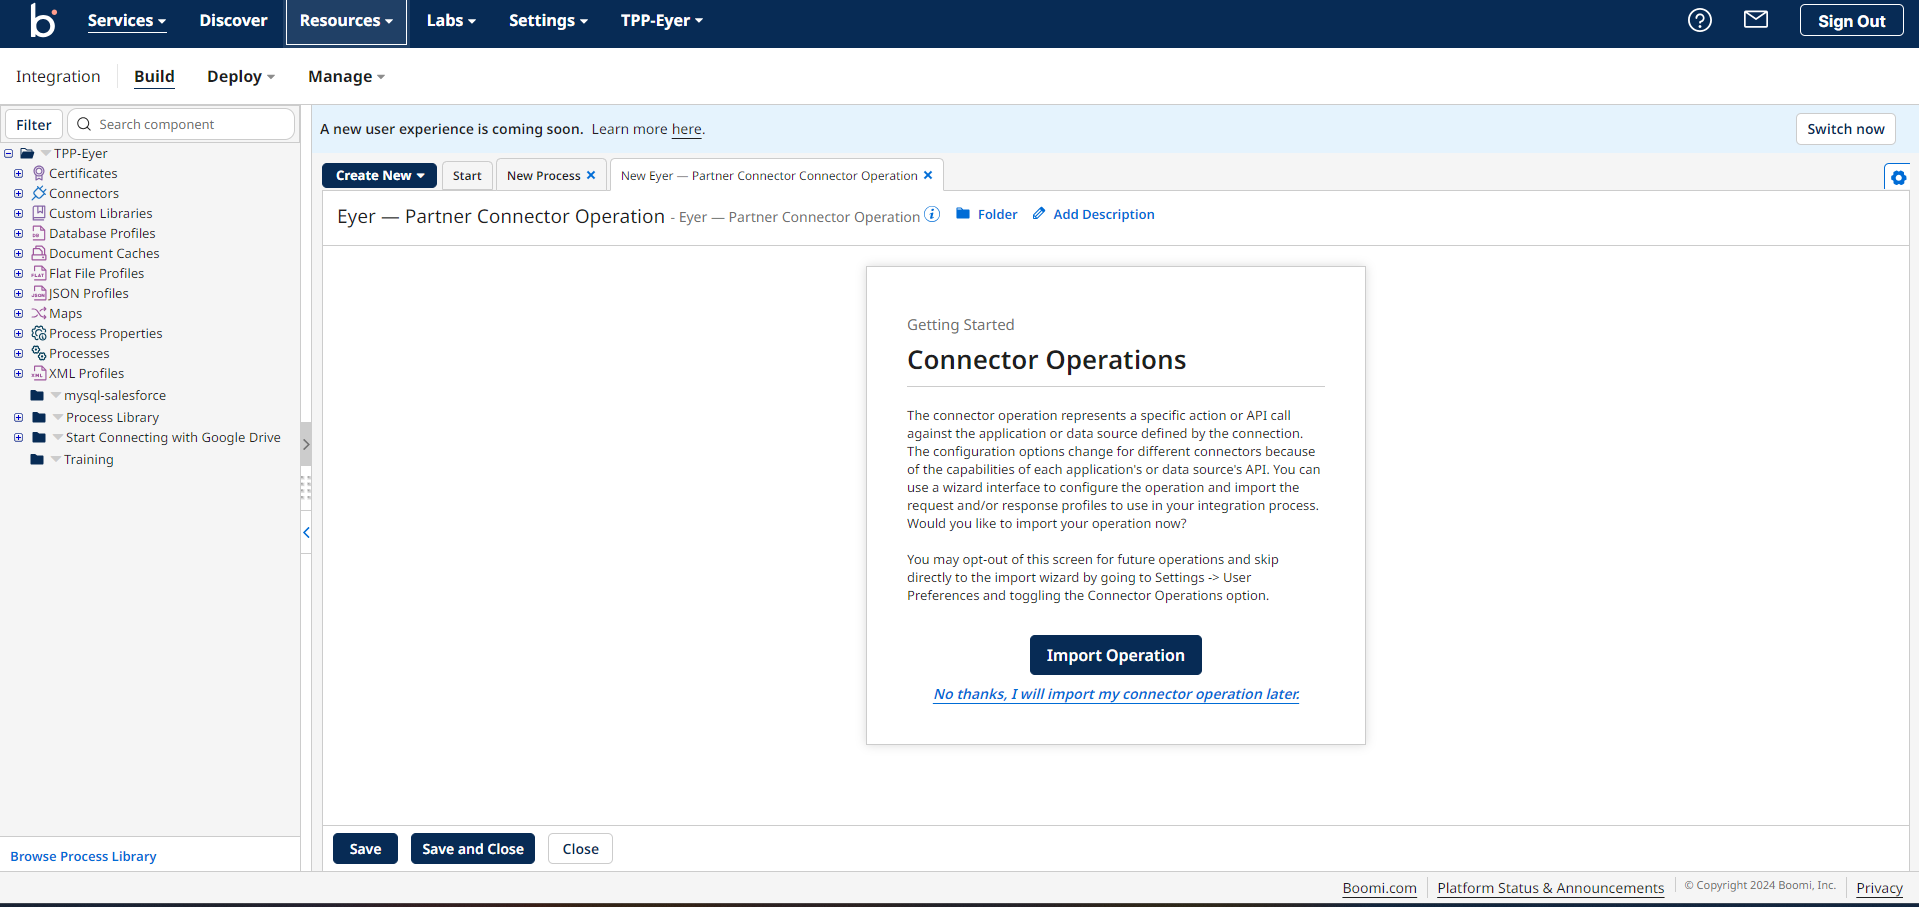 b Services Discover Resources Labs Settings TPP-Eyer ? Sign Out
Integration Build Deploy Manage
Filter Search component
TPP-Eyer
Certificates
Connectors
Custom Libraries
Database Profiles
Document Caches
Flat File Profiles
JSON Profiles
Maps
Process Properties
Processes
XML Profiles
mysql-salesforce
Process Library
Start Connecting with Google Drive
Training
Browse Process Library
A new user experience is coming soon. Learn more here.
Switch now
Create New Start New Process × New Eyer — Partner Connector Connector Operation ×
Eyer — Partner Connector Operation - Eyer — Partner Connector Operation i Folder Add Description
Getting Started
Connector Operations
The connector operation represents a specific action or API call
against the application or data source defined by the connection.
The configuration options change for different connectors because
of the capabilities of each application's or data source's API. You can
use a wizard interface to configure the operation and import the
request and/or response profiles to use in your integration process.
Would you like to import your operation now?
You may opt-out of this screen for future operations and skip
directly to the import wizard by going to Settings -> User
Preferences and toggling the Connector Operations option.
Import Operation
No thanks, I will import my connector operation later.
Save Save and Close Close
Boomi.com Platform Status & Announcements © Copyright 2024 Boomi, Inc. Privacy